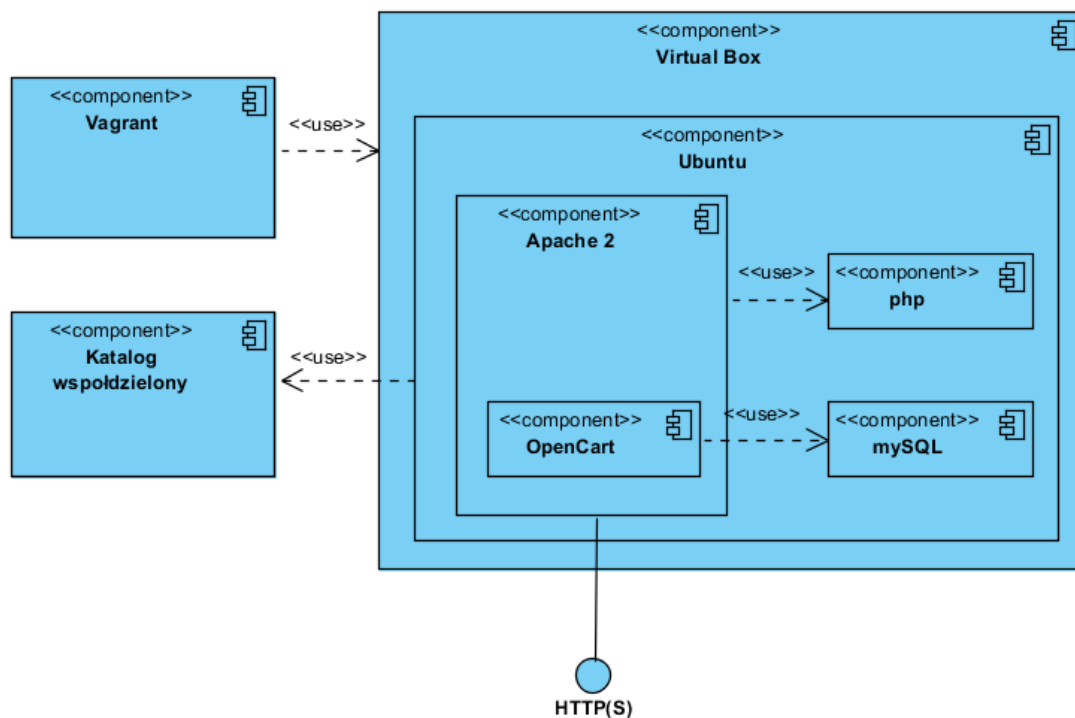 <<component>>
Virtual Box
<<component>>
Vagrant
<<use>>
<<component>>
Ubuntu
<<component>>
Apache 2
<<use>>
<<component>>
php
<<component>>
Katalog
wspołdzielony
<<use>>
<<component>>
OpenCart
<<use>>
<<component>>
mySQL
HTTP(S)